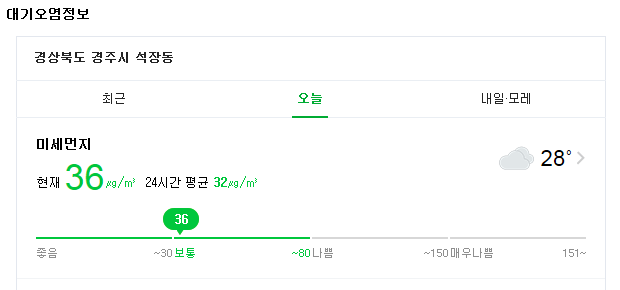 대기오염정보
경상북도 경주시 석장동
최근 오늘 내일·모레
미세먼지
28°
현재 36㎍/㎥ 24시간 평균 32㎍/㎥
36
좋음 ~30 보통 ~80 나쁨 ~150 매우나쁨 151~